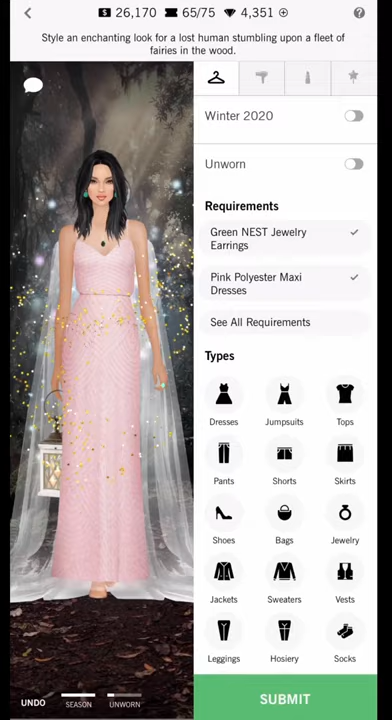 26,170 65/75 4,351
Style an enchanting look for a lost human stumbling upon a fleet of
fairies in the wood.
Winter 2020
Unworn
Requirements
Green NEST Jewelry
Earrings
Pink Polyester Maxi
Dresses
See All Requirements
Types
Dresses Jumpsuits Tops
Pants Shorts Skirts
Shoes Bags Jewelry
Jackets Sweaters Vests
Leggings Hosiery Socks
UNDO SEASON UNWORN
SUBMIT